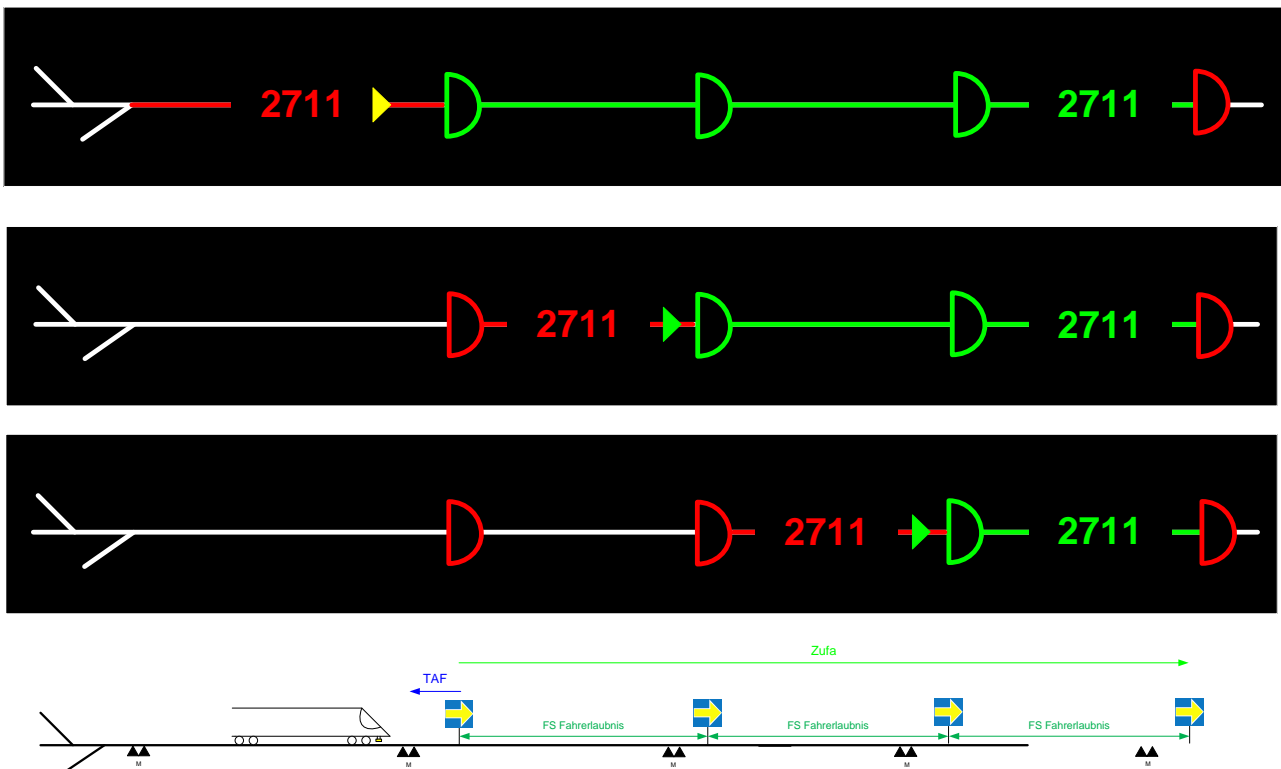 2711 2711
2711 2711
2711 2711
Zufa
TAF
FS Fahrerlaubnis FS Fahrerlaubnis FS Fahrerlaubnis
M M M M M